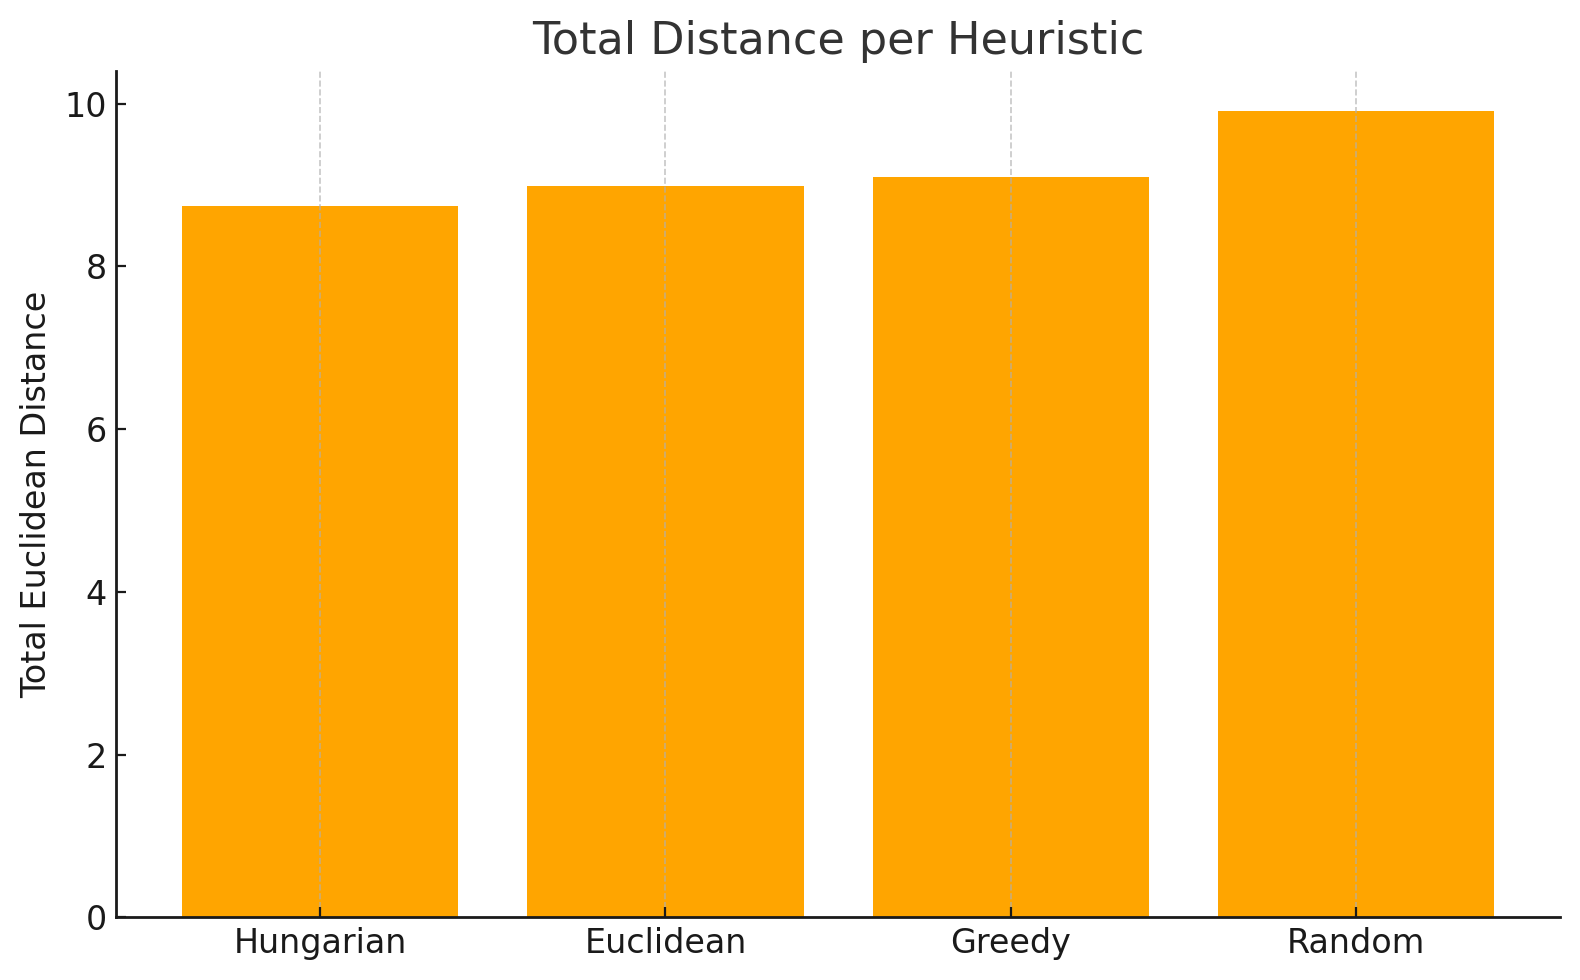 Total Distance per Heuristic
Total Euclidean Distance
10
8
6
4
2
0
Hungarian
Euclidean
Greedy
Random